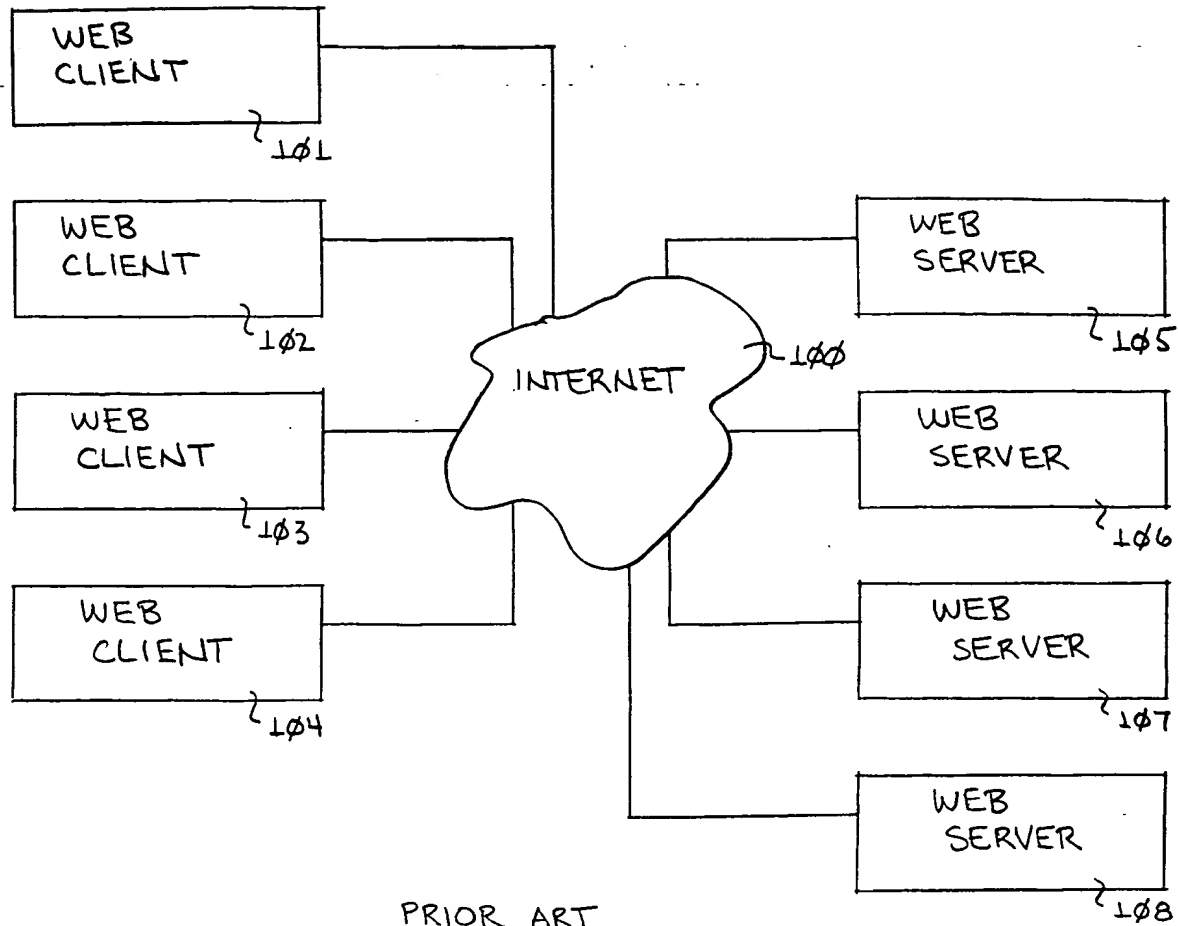 WEB
CLIENT
101
WEB
CLIENT
102
WEB
CLIENT
103
WEB
CLIENT
104
INTERNET
100
WEB
SERVER
105
WEB
SERVER
106
WEB
SERVER
107
WEB
SERVER
108
PRIOR ART